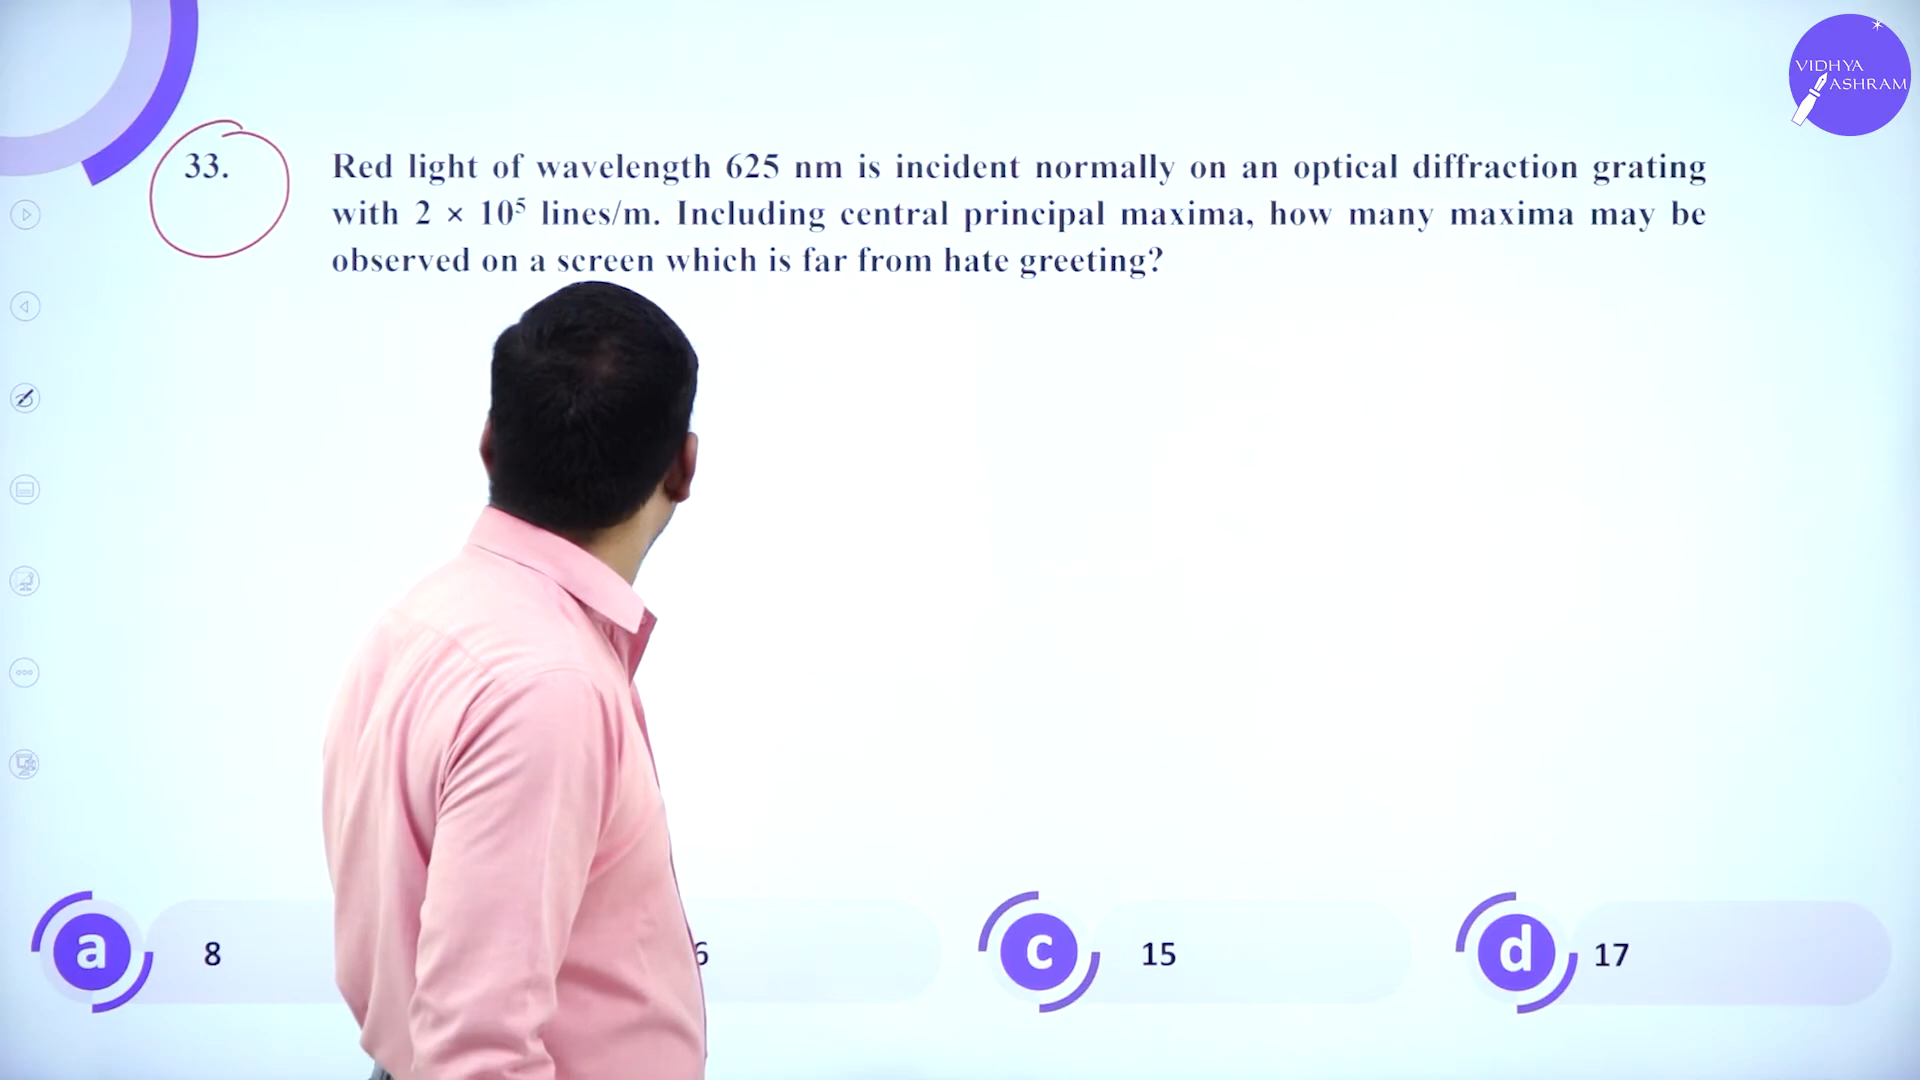 VIDHYA
ASHRAM
33. Red light of wavelength 625 nm is incident normally on an optical diffraction grating
with 2 × 10⁵ lines/m. Including central principal maxima, how many maxima may be
observed on a screen which is far from hate greeting?
a 8
c 15
d 17